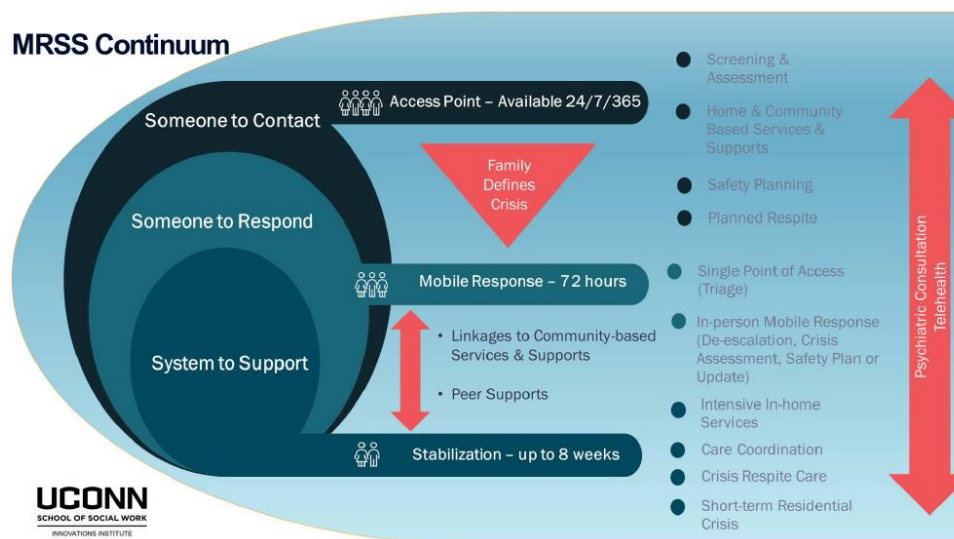 MRSS Continuum
Someone to Contact
Access Point – Available 24/7/365
Family
Defines
Crisis
Someone to Respond
Mobile Response – 72 hours
• Linkages to Community-based
Services & Supports
• Peer Supports
System to Support
Stabilization – up to 8 weeks
Screening &
Assessment
Home & Community
Based Services &
Supports
Safety Planning
Planned Respite
Single Point of Access
(Triage)
In-person Mobile Response
(De-escalation, Crisis
Assessment, Safety Plan or
Update)
Intensive In-home
Services
Care Coordination
Crisis Respite Care
Short-term Residential
Crisis
Psychiatric Consultation
Telehealth
UCONN
SCHOOL OF SOCIAL WORK
INNOVATIONS INSTITUTE